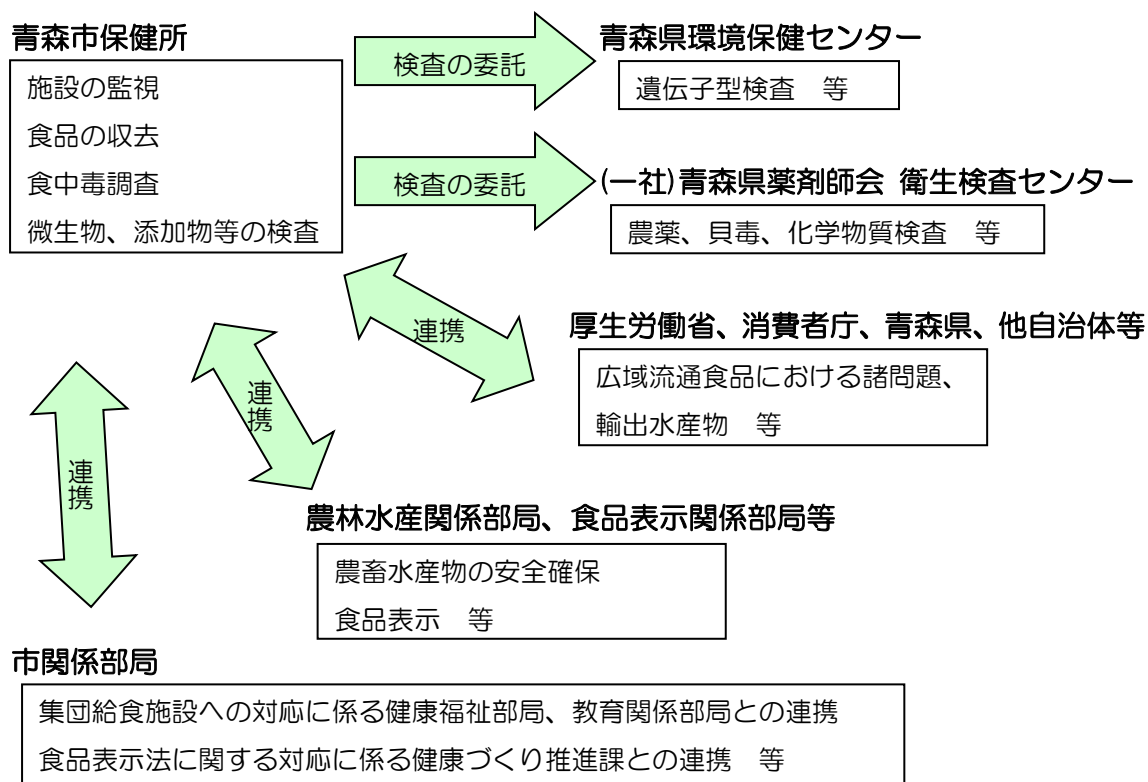 青森市保健所
施設の監視
食品の収去
食中毒調査
微生物、添加物等の検査
検査の委託
青森県環境保健センター
遺伝子型検査　等
検査の委託
(一社)青森県薬剤師会 衛生検査センター
農薬、貝毒、化学物質検査　等
連携
厚生労働省、消費者庁、青森県、他自治体等
広域流通食品における諸問題、
輸出水産物　等
連携
農林水産関係部局、食品表示関係部局等
農畜水産物の安全確保
食品表示　等
連携
市関係部局
集団給食施設への対応に係る健康福祉部局、教育関係部局との連携
食品表示法に関する対応に係る健康づくり推進課との連携　等